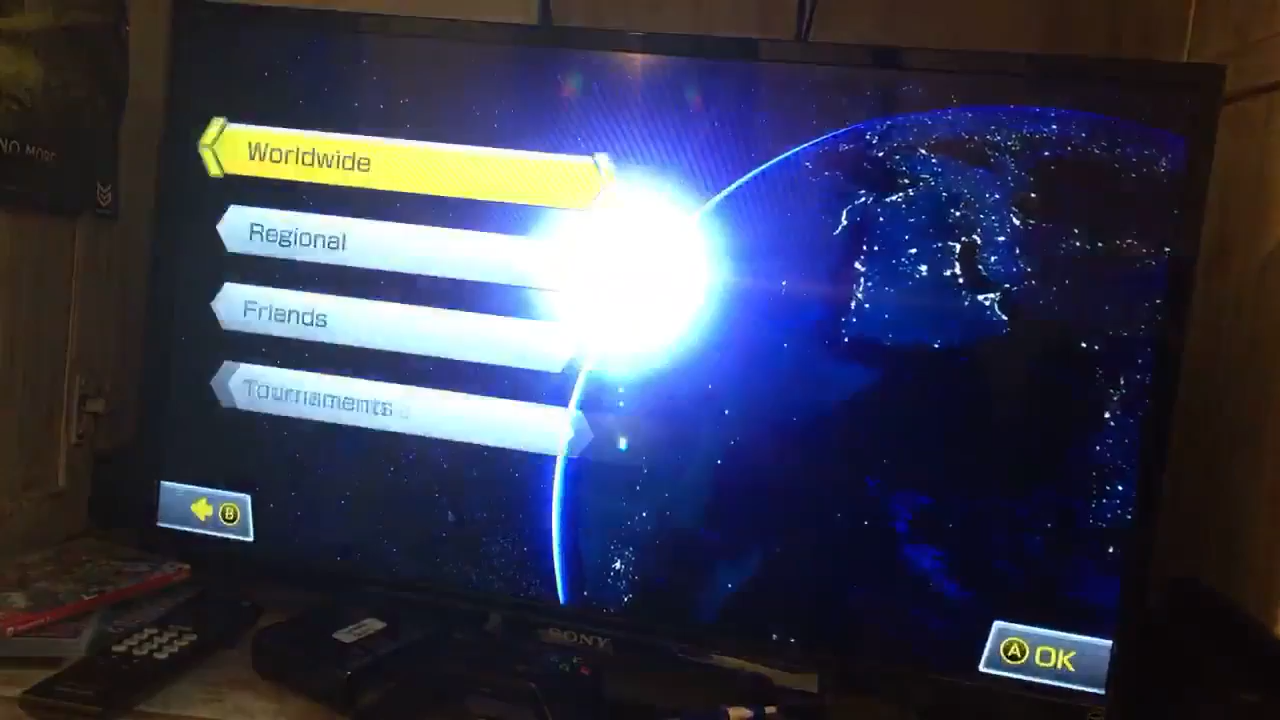 NO MORE
Worldwide
Regional
Friends
Tournaments
B
A OK
SONY